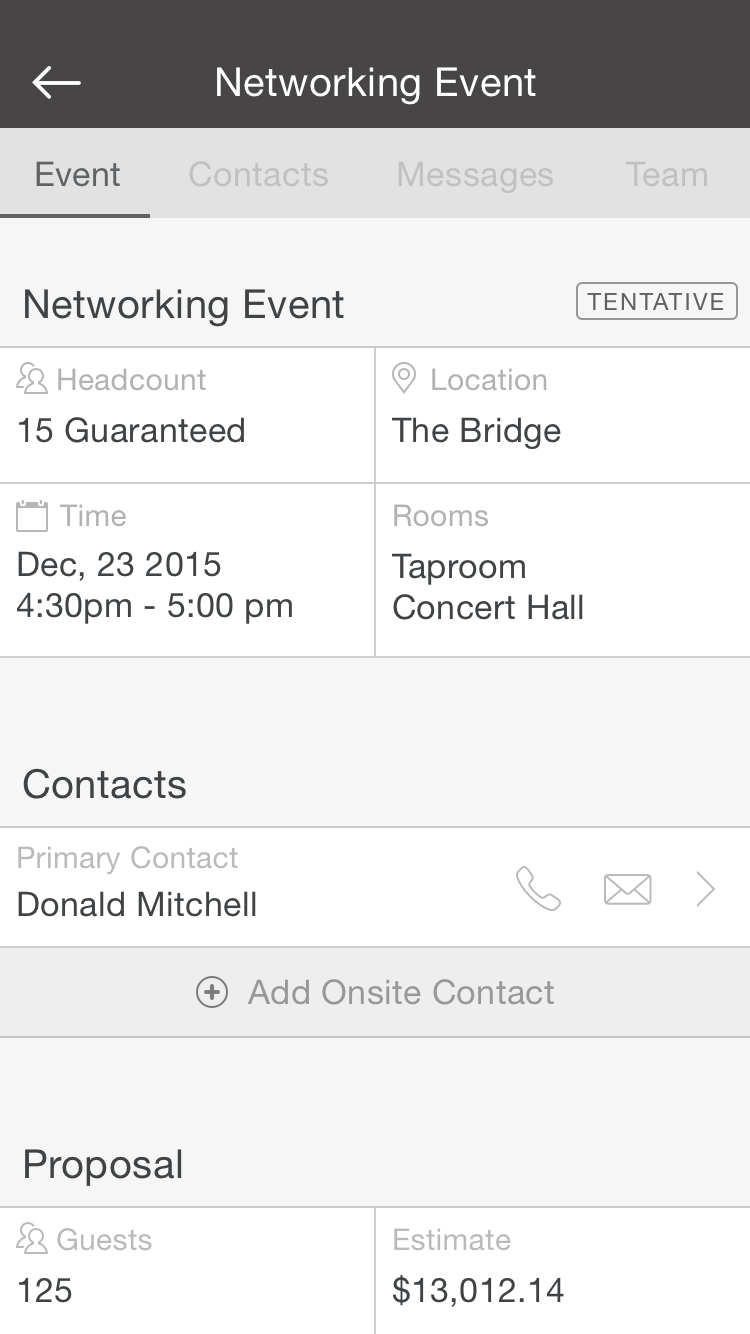 Networking Event
Event Contacts Messages Team
Networking Event TENTATIVE
Headcount
15 Guaranteed
Location
The Bridge
Time
Dec, 23 2015
4:30pm - 5:00 pm
Rooms
Taproom
Concert Hall
Contacts
Primary Contact
Donald Mitchell
Add Onsite Contact
Proposal
Guests
125
Estimate
$13,012.14